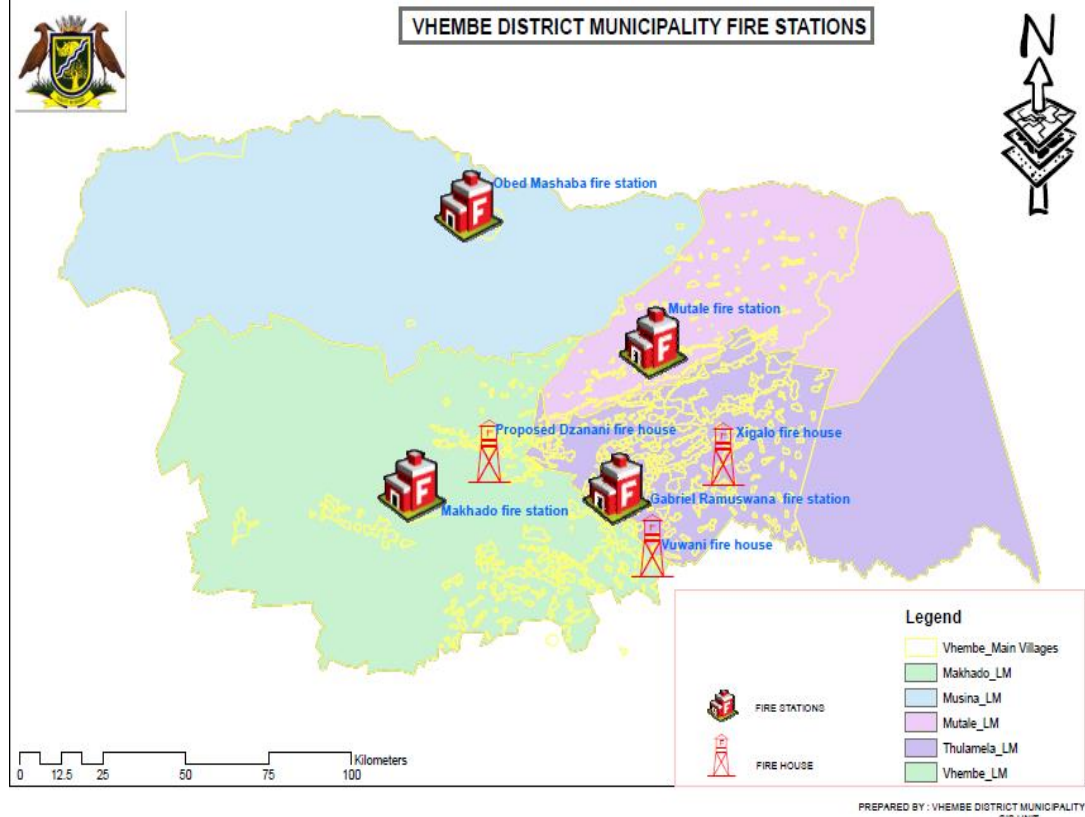 VHEMBE DISTRICT MUNICIPALITY FIRE STATIONS
N
Obed Mashaba fire station
Mutale fire station
Proposed Dzanani fire house
Xigalo fire house
Makhado fire station
Gabriel Ramuswana fire station
Vuwani fire house
Legend
Vhembe_Main Villages
Makhado_LM
Musina_LM
Mutale_LM
Thulamela_LM
Vhembe_LM
FIRE STATIONS
FIRE HOUSE
Kilometers
0 12.5 25 50 75 100
PREPARED BY : VHEMBE DISTRICT MUNICIPALITY